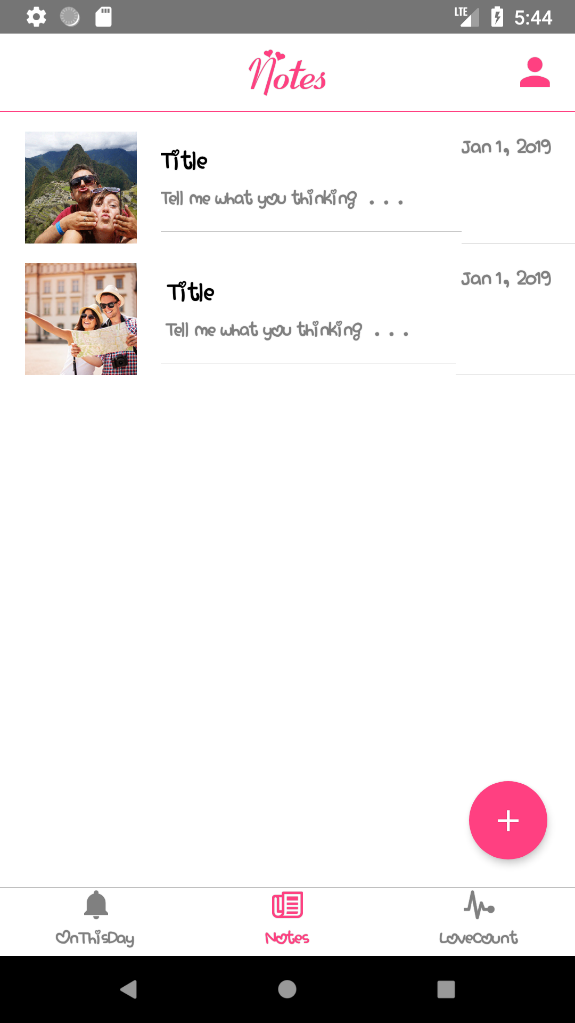 LTE 5:44
Notes
Title
Jan 1, 2019
Tell me what you thinking ...
Title
Jan 1, 2019
Tell me what you thinking ...
OnThisDay Notes LoveCount